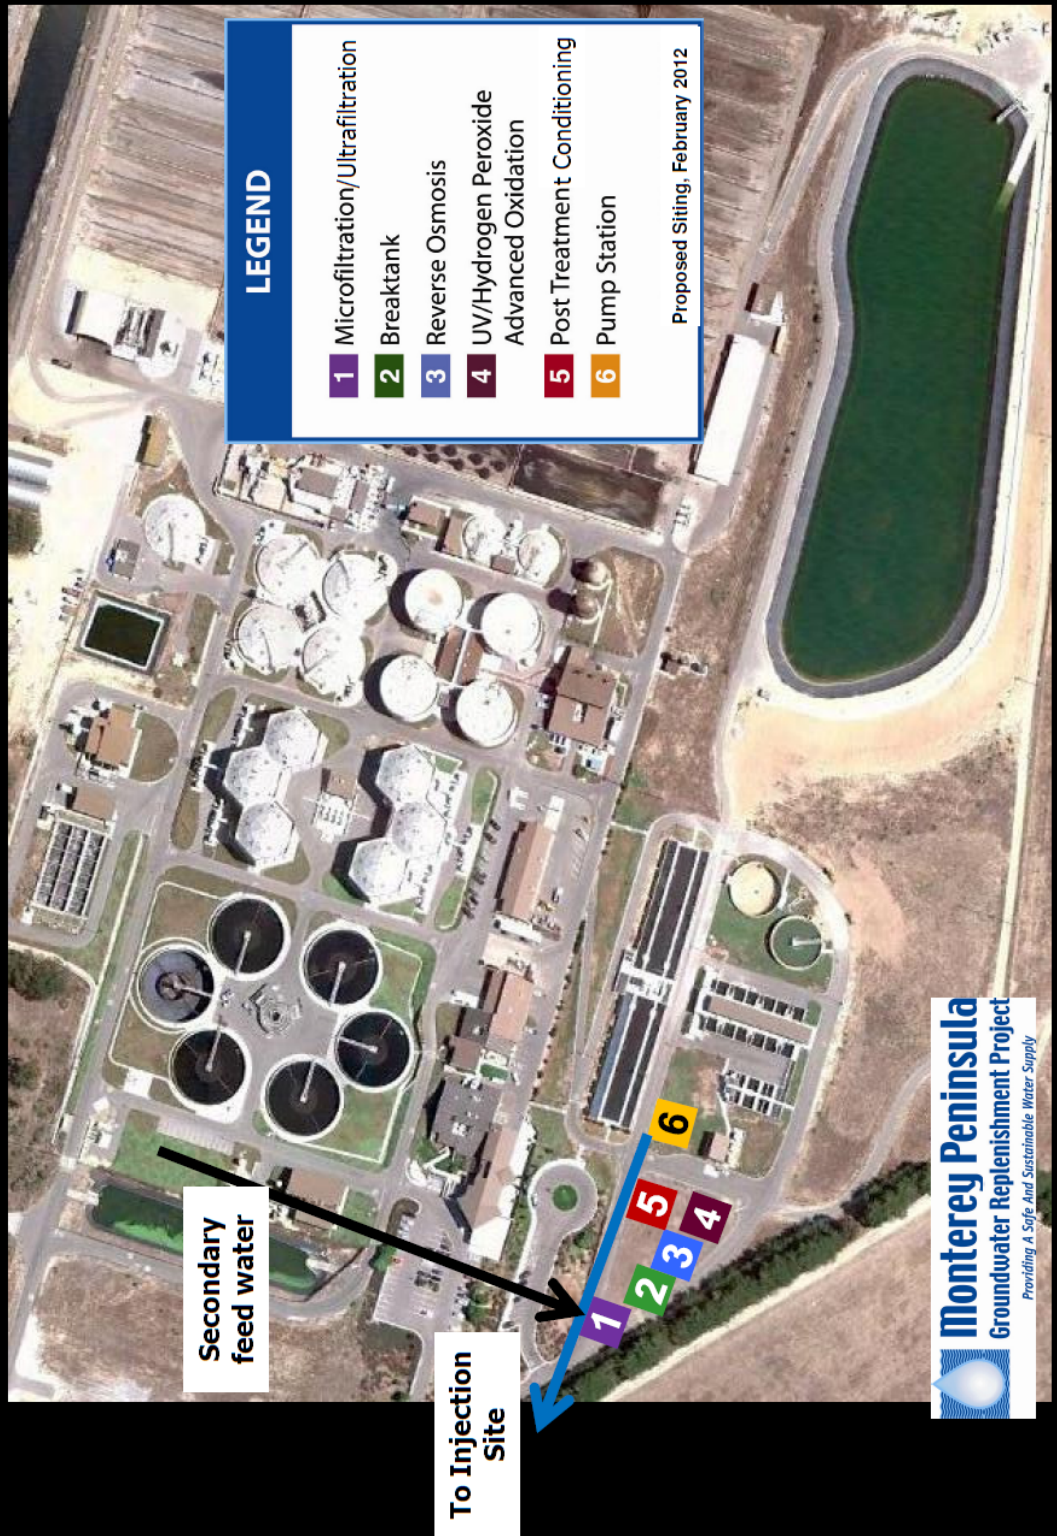 LEGEND
1 Microfiltration/Ultrafiltration
2 Breaktank
3 Reverse Osmosis
4 UV/Hydrogen Peroxide
Advanced Oxidation
5 Post Treatment Conditioning
6 Pump Station
Proposed Siting, February 2012
Secondary
feed water
To Injection
Site
1
2
3
4
5
6
Monterey Peninsula
Groundwater Replenishment Project
Providing A Safe And Sustainable Water Supply